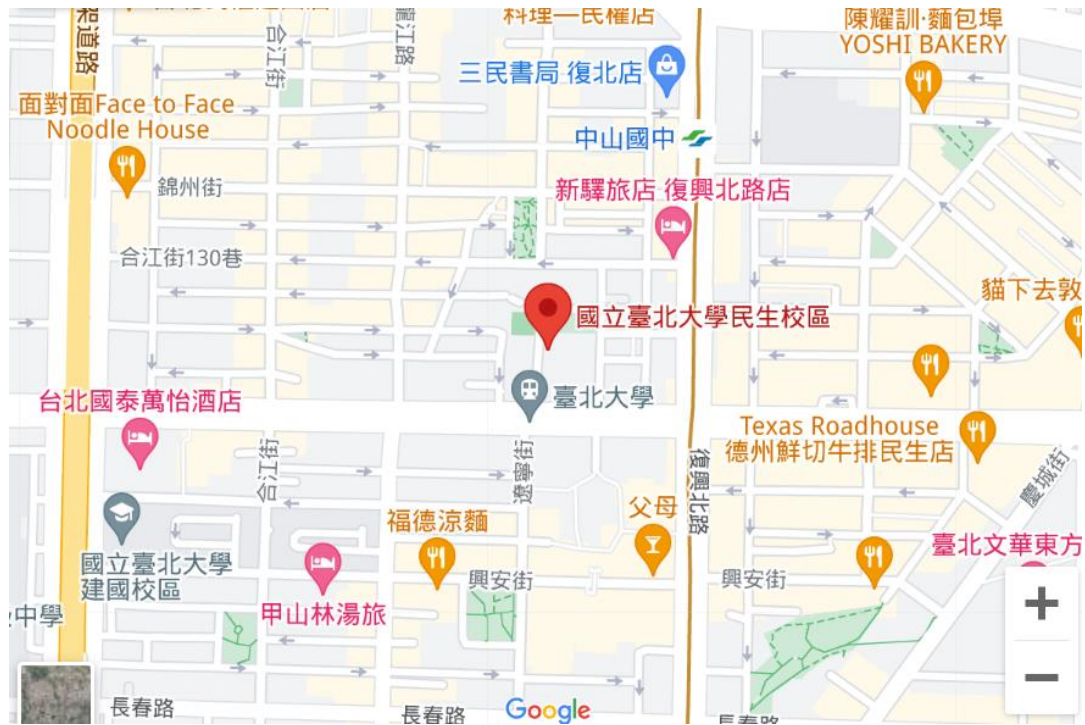 渠道路
合江街
龍江路
料理一民權店
陳耀訓·麵包埠
YOSHI BAKERY
三民書局 復北店
面對面Face to Face
Noodle House
中山國中
錦州街
新驛旅店 復興北路店
合江街130巷
貓下去敦
國立臺北大學民生校區
台北國泰萬怡酒店
臺北大學
Texas Roadhouse
德州鮮切牛排民生店
合江街
遼寧街
復興北路
慶城街
父母
福德涼麵
國立臺北大學
建國校區
興安街
興安街
臺北文華東方
甲山林湯旅
中學
長春路
長春路
Google